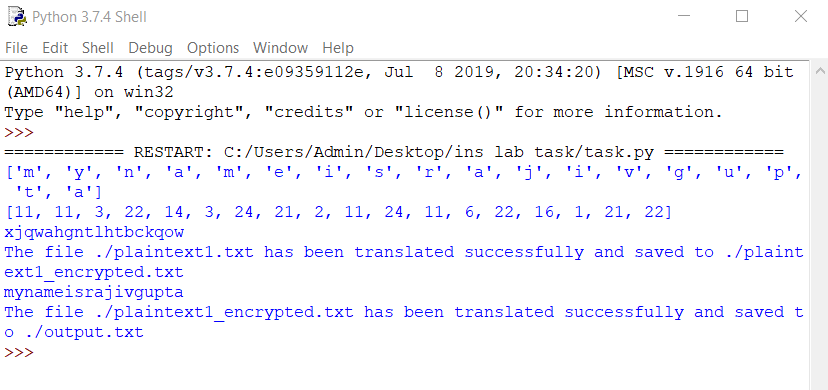 Python 3.7.4 Shell
File Edit Shell Debug Options Window Help
Python 3.7.4 (tags/v3.7.4:e09359112e, Jul  8 2019, 20:34:20) [MSC v.1916 64 bit
(AMD64)] on win32
Type "help", "copyright", "credits" or "license()" for more information.
>>>
============ RESTART: C:/Users/Admin/Desktop/ins lab task/task.py ============
['m', 'y', 'n', 'a', 'm', 'e', 'i', 's', 'r', 'a', 'j', 'i', 'v', 'g', 'u', 'p',
 't', 'a']
[11, 11, 3, 22, 14, 3, 24, 21, 2, 11, 24, 11, 6, 22, 16, 1, 21, 22]
xjqwahgntlhtbckqow
The file ./plaintext1.txt has been translated successfully and saved to ./plaint
ext1_encrypted.txt
mynameisrajivgupta
The file ./plaintext1_encrypted.txt has been translated successfully and saved t
o ./output.txt
>>>